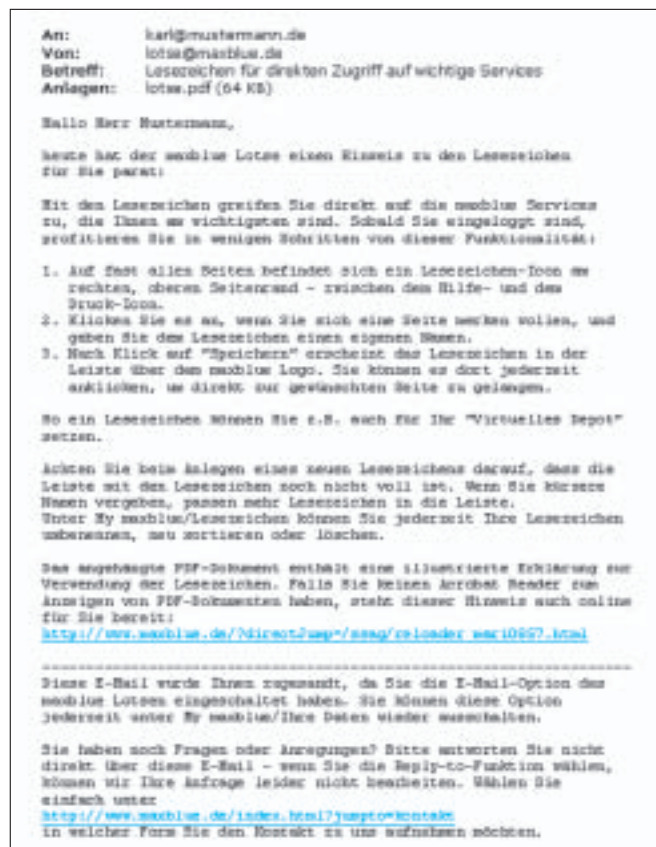 An: karl@mustermann.de
Von: lotse@maxblue.de
Betreff: Lesezeichen für direkten Zugriff auf wichtige Services
Anlagen: lotse.pdf (64 KB)
Hallo Herr Mustermann,
heute hat der maxblue Lotse einen Hinweis zu den Lesezeichen
für Sie parat:
Mit den Lesezeichen greifen Sie direkt auf die maxblue Services
zu, die Ihnen am wichtigsten sind. Sobald Sie eingeloggt sind,
profitieren Sie in wenigen Schritten von dieser Funktionalität:
1. Auf fast allen Seiten befindet sich ein Lesezeichen-Icon am
rechten, oberen Seitenrand - zwischen dem Hilfe- und dem
Druck-Icon.
2. Klicken Sie es an, wenn Sie sich eine Seite merken wollen, und
geben Sie dem Lesezeichen einen eigenen Namen.
3. Nach Klick auf "Speichern" erscheint das Lesezeichen in der
Leiste über dem maxblue Logo. Sie können es dort jederzeit
anklicken, um direkt zur gewünschten Seite zu gelangen.
So ein Lesezeichen können Sie z.B. auch für Ihr "Virtuelles Depot"
setzen.
Achten Sie beim Anlegen eines neuen Lesezeichens darauf, dass die
Leiste mit den Lesezeichen noch nicht voll ist. Wenn Sie kürzere
Namen vergeben, passen mehr Lesezeichen in die Leiste.
Unter My maxblue/Lesezeichen können Sie jederzeit Ihre Lesezeichen
umbenennen, neu sortieren oder löschen.
Das angehängte PDF-Dokument enthält eine illustrierte Erklärung zur
Verwendung der Lesezeichen. Falls Sie keinen Acrobat Reader zum
Anzeigen von PDF-Dokumenten haben, steht dieser Hinweis auch online
für Sie bereit:
Diese E-Mail wurde Ihnen zugesandt, da Sie die E-Mail-Option des
maxblue Lotsen eingeschaltet haben. Sie können diese Option
jederzeit unter My maxblue/Ihre Daten wieder ausschalten.
Sie haben noch Fragen oder Anregungen? Bitte antworten Sie nicht
direkt über diese E-Mail - wenn Sie die Reply-to-Funktion wählen,
können wir Ihre Anfrage leider nicht bearbeiten. Wählen Sie
einfach unter
http://www.maxblue.de/index.html?jumpto=kontakt
in welcher Form Sie den Kontakt zu uns aufnehmen möchten.